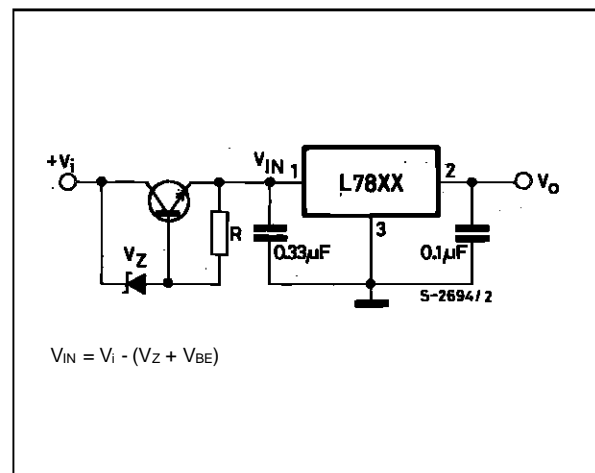 +Vi
VIN
1
L78XX
2
Vo
VZ
R
0.33µF
3
0.1µF
S-2694/2
VIN = Vi - (VZ + VBE)